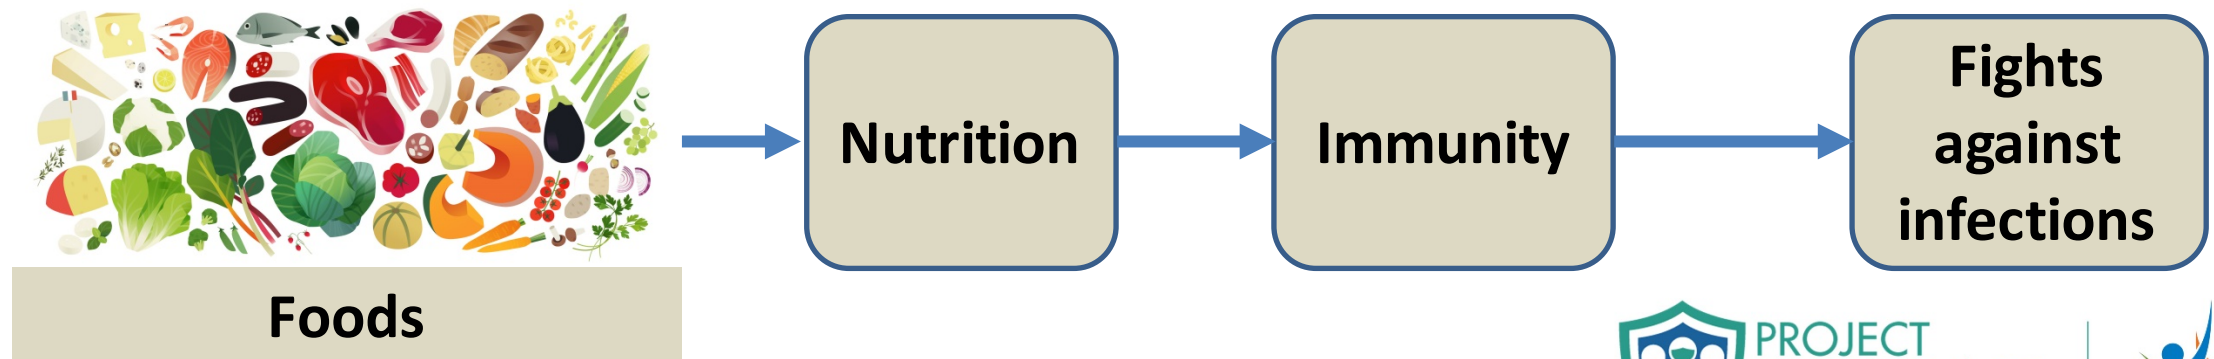 Foods
Nutrition
Immunity
Fights
against
infections
PROJECT